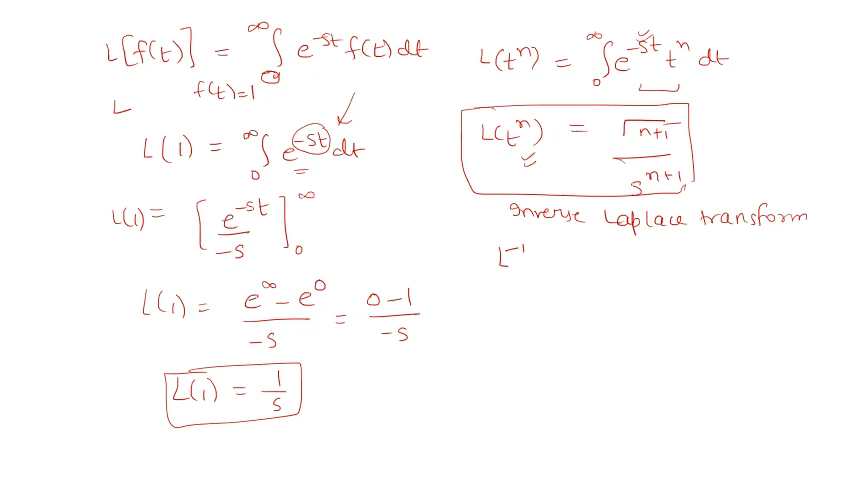 L[f(t)] = ∫₀^∞ e^-st f(t) dt
f(t)=1
L
L(1) = ∫₀^∞ e^-st dt
L(1) = [e^-st / -s]₀^∞
L(1) = (e^∞ - e^0) / -s = (0-1) / -s
L(1) = 1/s
L(t^n) = ∫₀^∞ e^-st t^n dt
L(t^n) = Γn+1 / s^n+1
Inverse Laplace transform
L^-1